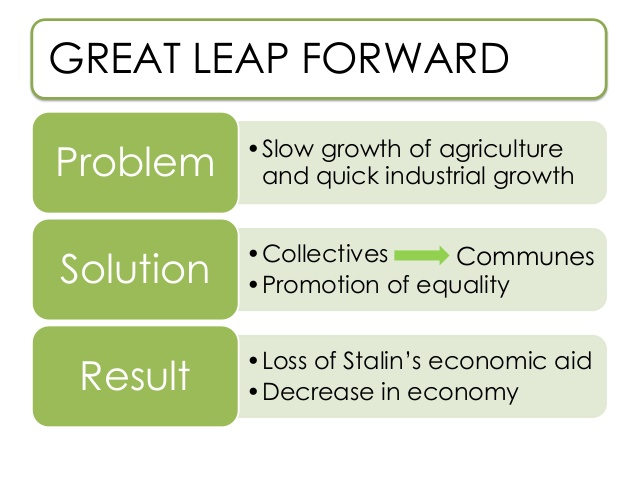 GREAT LEAP FORWARD
Problem
•Slow growth of agriculture
and quick industrial growth
Solution
•Collectives Communes
•Promotion of equality
Result
•Loss of Stalin’s economic aid
•Decrease in economy